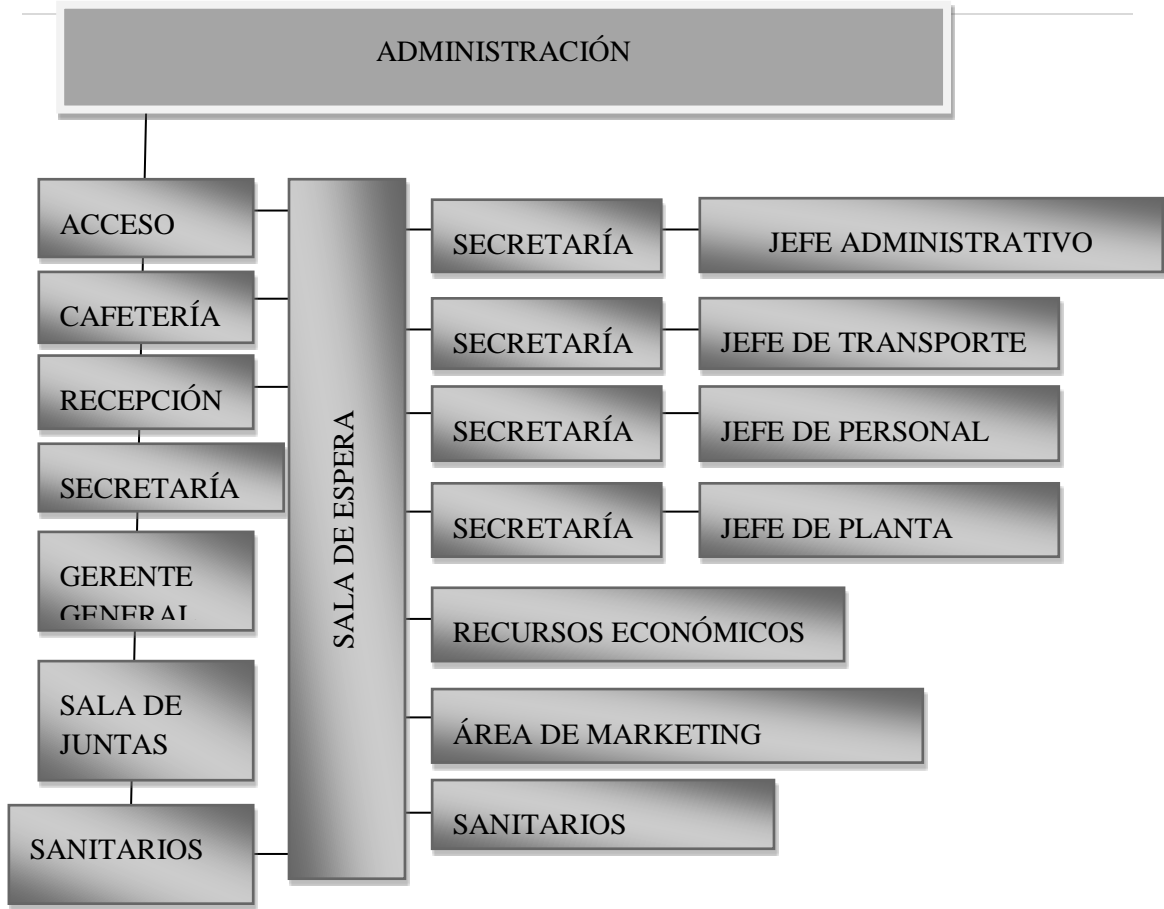 ADMINISTRACIÓN
ACCESO
CAFETERÍA
RECEPCIÓN
SECRETARÍA
GERENTE
GENERAL
SALA DE
JUNTAS
SANITARIOS
SALA DE ESPERA
SECRETARÍA
JEFE ADMINISTRATIVO
SECRETARÍA
JEFE DE TRANSPORTE
SECRETARÍA
JEFE DE PERSONAL
SECRETARÍA
JEFE DE PLANTA
RECURSOS ECONÓMICOS
ÁREA DE MARKETING
SANITARIOS